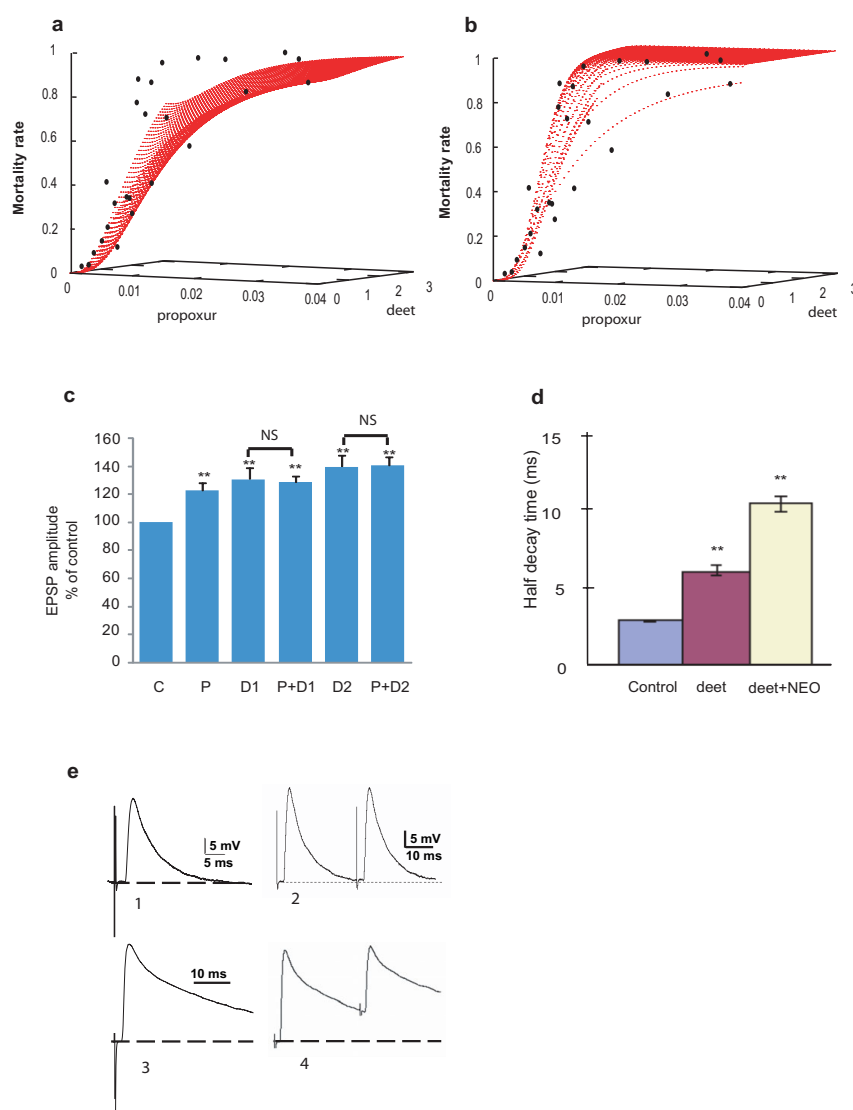 a
b
Mortality rate
1
0.8
0.6
0.4
0.2
0
0
0.01
0.02
0.03
0.04
propoxur
0
1
2
3
deet
Mortality rate
1
0.8
0.6
0.4
0.2
0
0
0.01
0.02
0.03
0.04
propoxur
0
1
2
3
deet
c
EPSP amplitude
% of control
160
140
120
100
80
60
40
20
0
**
**
**
**
**
NS
NS
C
P
D1
P+D1
D2
P+D2
d
Half decay time (ms)
15
10
5
0
**
**
Control
deet
deet+NEO
e
5 mV
5 ms
1
5 mV
10 ms
2
10 ms
3
4